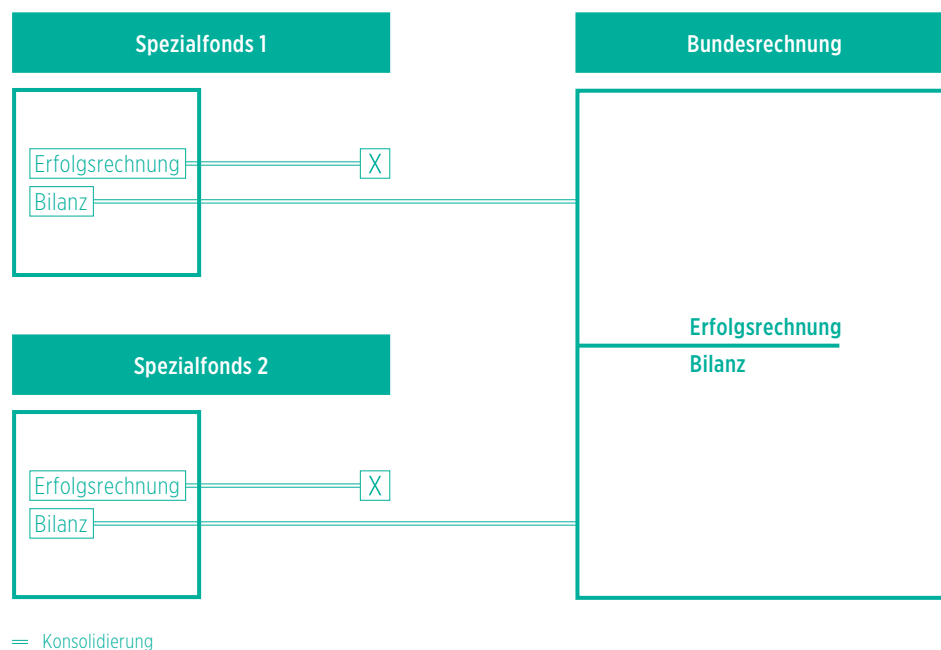 Spezialfonds 1
Bundesrechnung
Erfolgsrechnung
X
Bilanz
Erfolgsrechnung
Bilanz
Spezialfonds 2
Erfolgsrechnung
X
Bilanz
= Konsolidierung